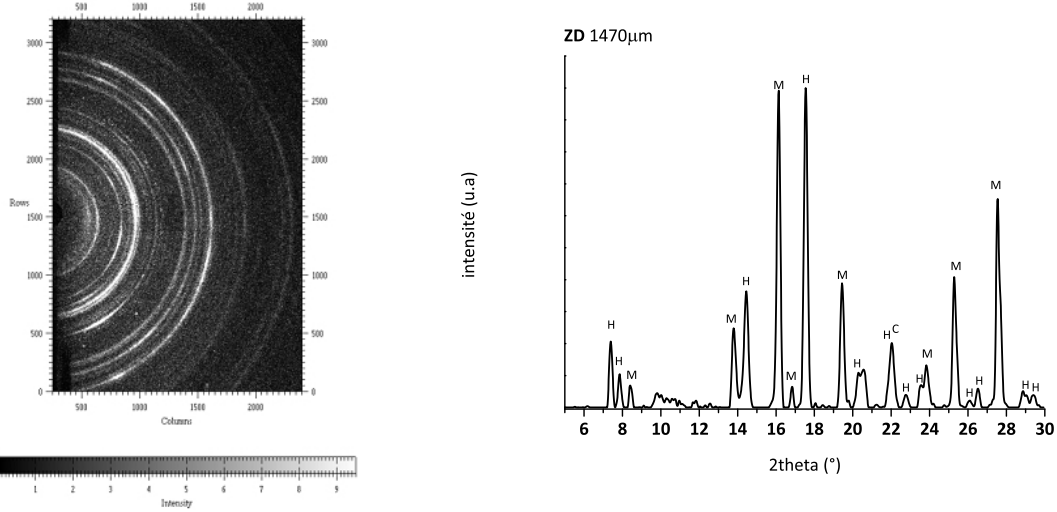 500 1000 1500 2000
3000 3000
2500 2500
2000 2000
Rows
1500 1500
1000 1000
500 500
0 0
500 1000 1500 2000
Columns
1 2 3 4 5 6 7 8 9
Intensity
ZD 1470μm
intensité (u.a)
H
H
M
M
H
M
M
H
M
H
H C
H
H
M
M
H
H
M
H H
6 8 10 12 14 16 18 20 22 24 26 28 30
2theta (°)